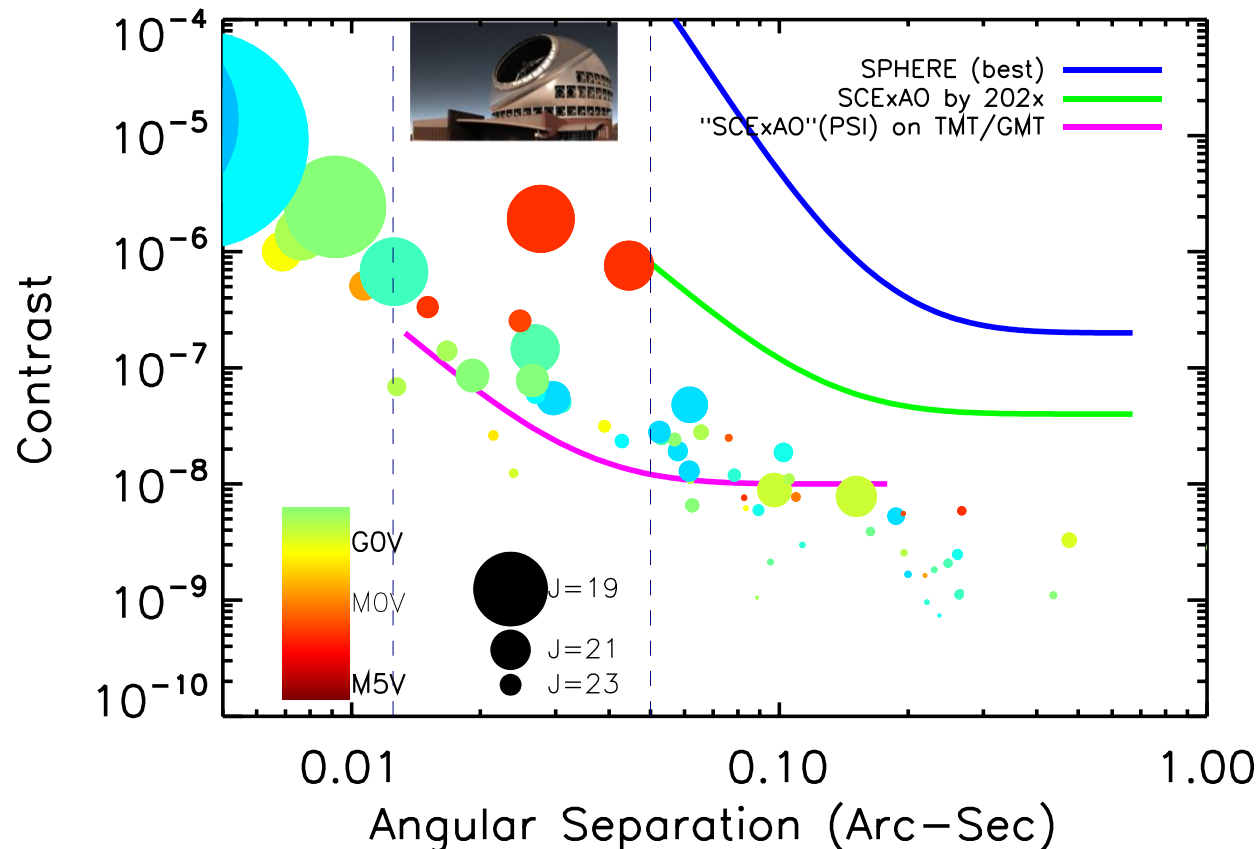 10⁻⁴
10⁻⁵
10⁻⁶
10⁻⁷
10⁻⁸
10⁻⁹
10⁻¹⁰
Contrast
SPHERE (best)
SCExAO by 202x
"SCExAO"(PSI) on TMT/GMT
G0V
M0V
M5V
J=19
J=21
J=23
0.01 0.10 1.00
Angular Separation (Arc-Sec)